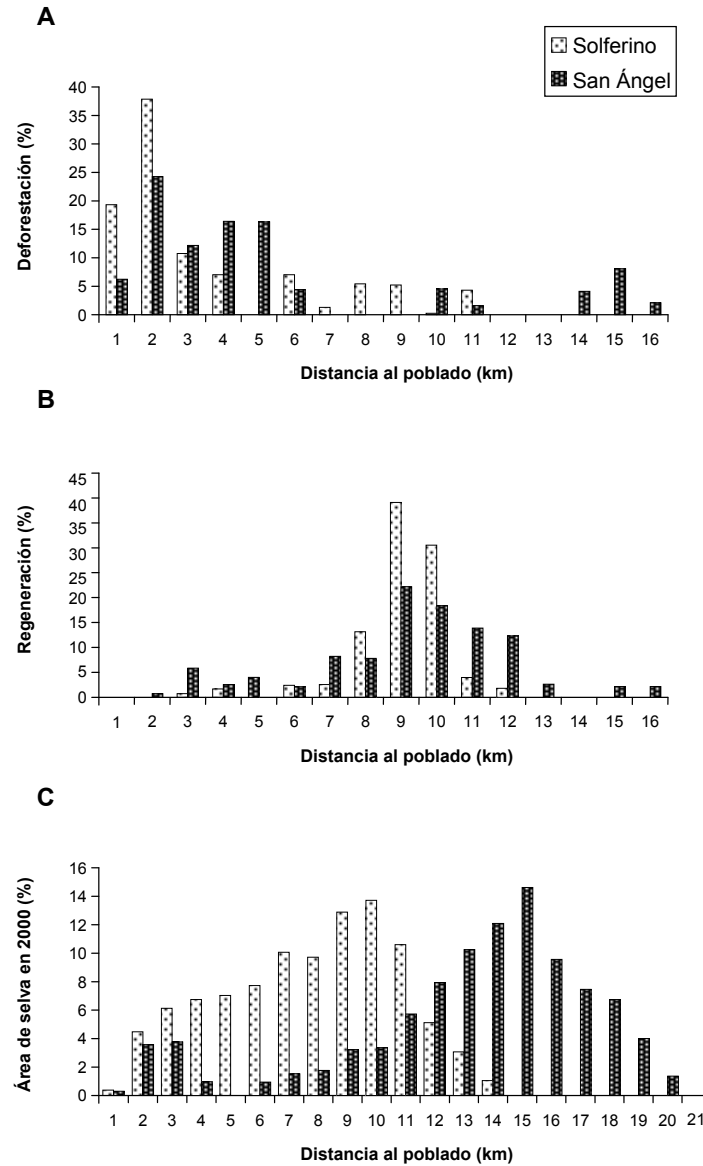 A
Solferino
San Ángel
Deforestación (%)
40
35
30
25
20
15
10
5
0
1 2 3 4 5 6 7 8 9 10 11 12 13 14 15 16
Distancia al poblado (km)
B
Regeneración (%)
45
40
35
30
25
20
15
10
5
0
1 2 3 4 5 6 7 8 9 10 11 12 13 14 15 16
Distancia al poblado (km)
C
Área de selva en 2000 (%)
16
14
12
10
8
6
4
2
0
1 2 3 4 5 6 7 8 9 10 11 12 13 14 15 16 17 18 19 20 21
Distancia al poblado (km)